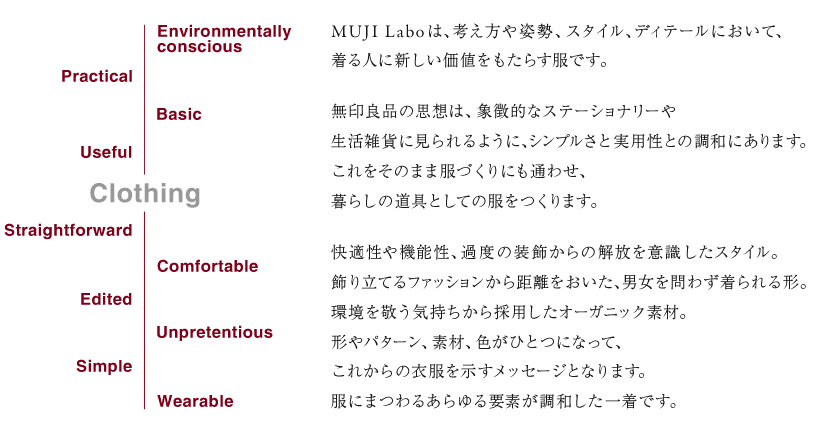 Environmentally
conscious
Practical
Basic
Useful
Clothing
Straightforward
Comfortable
Edited
Unpretentious
Simple
Wearable
MUJI Laboは、考え方や姿勢、スタイル、ディテールにおいて、
着る人に新しい価値をもたらす服です。
無印良品の思想は、象徴的なステーショナリーや
生活雑貨に見られるように、シンプルさと実用性との調和にあります。
これをそのまま服づくりにも通わせ、
暮らしの道具としての服をつくります。
快適性や機能性、過度の装飾からの解放を意識したスタイル。
飾り立てるファッションから距離をおいた、男女を問わず着られる形。
環境を敬う気持ちから採用したオーガニック素材。
形やパターン、素材、色がひとつになって、
これからの衣服を示すメッセージとなります。
服にまつわるあらゆる要素が調和した一着です。